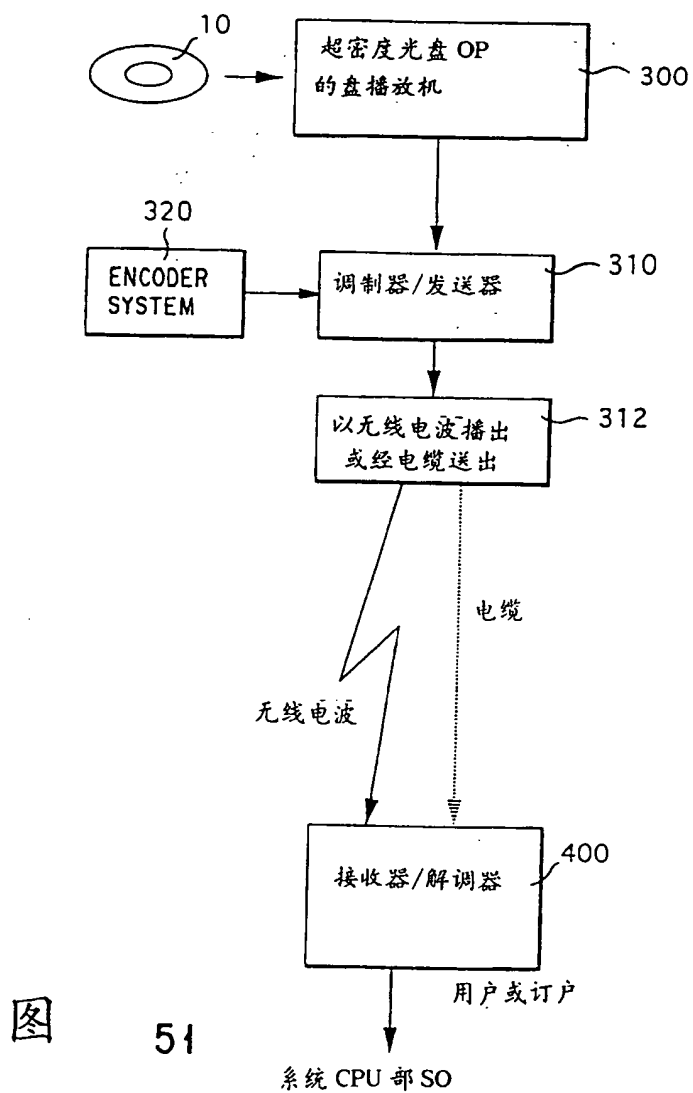 10
超密度光盘 OP
的盘播放机
300
320
ENCODER
SYSTEM
调制器/发送器
310
以无线电波播出
或经电缆送出
312
电缆
无线电波
接收器/解调器
400
用户或订户
图 51
系统 CPU 部 SO